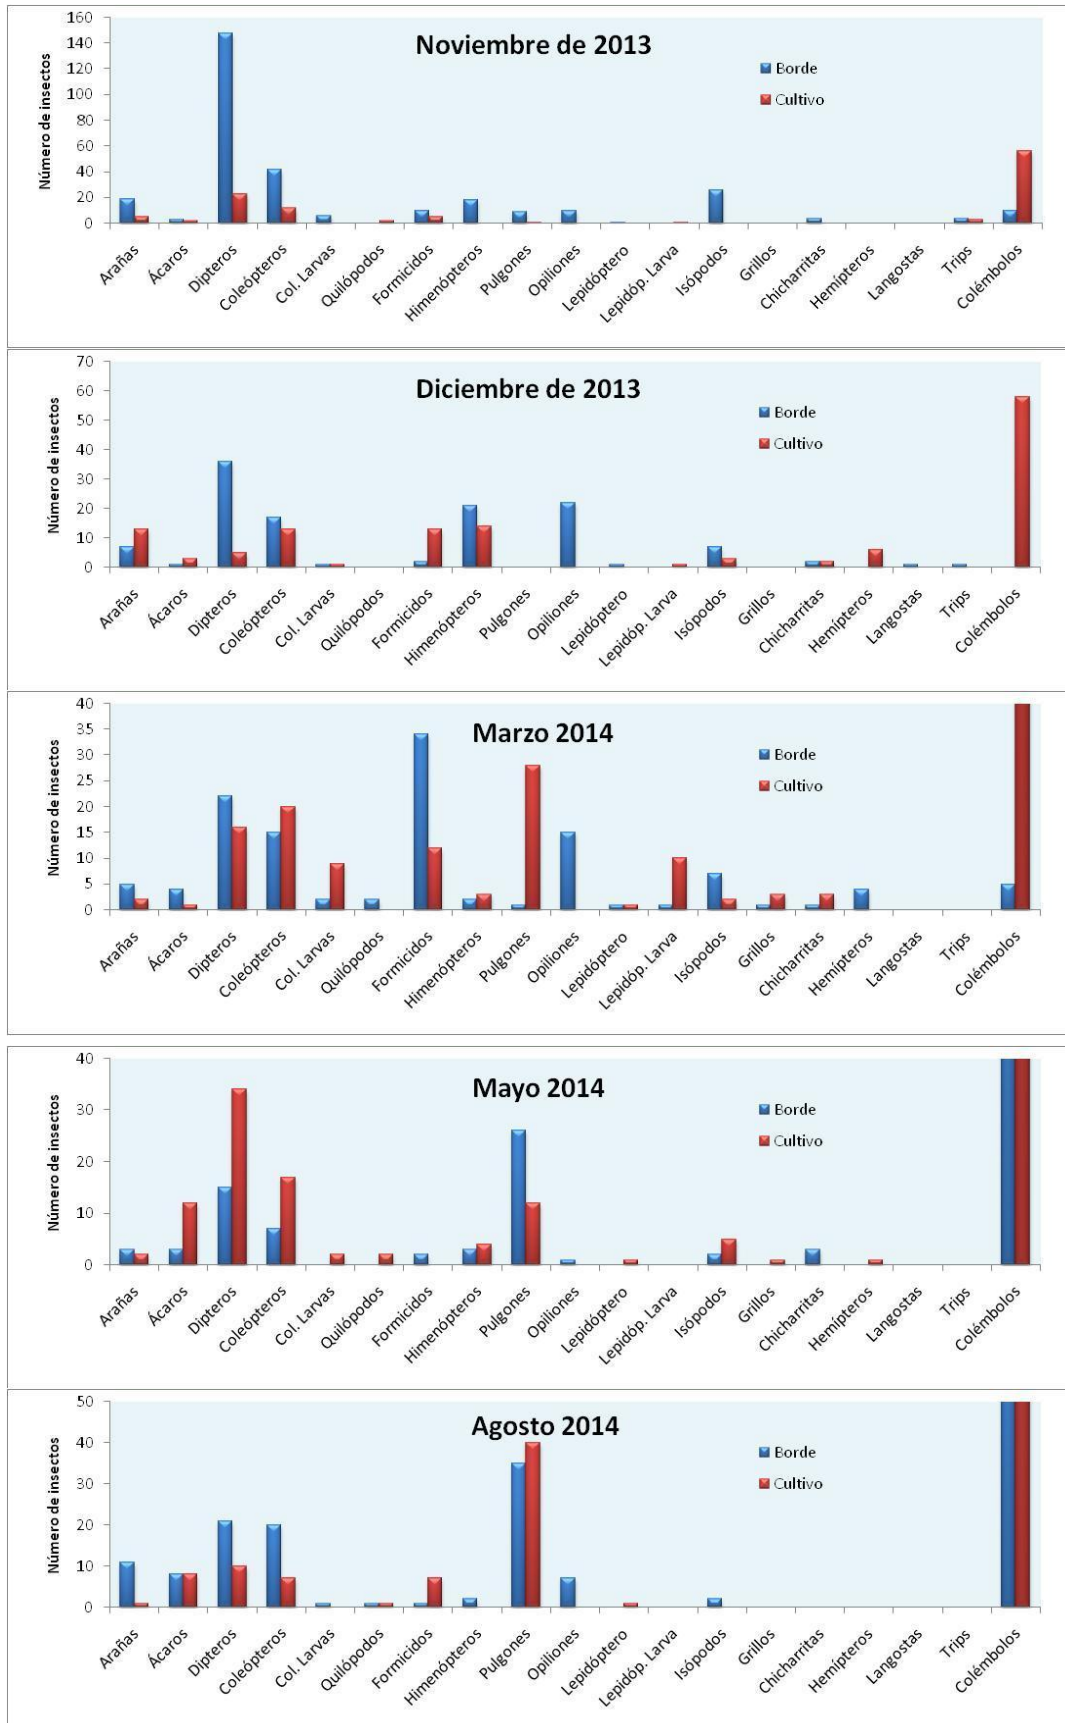 Noviembre de 2013
Número de insectos
160
140
120
100
80
60
40
20
0
Borde
Cultivo
Arañas
Ácaros
Dipteros
Coleópteros
Col. Larvas
Quilópodos
Formicidos
Himenópteros
Pulgones
Opiliones
Lepidóptero
Lepidóp. Larva
Isópodos
Grillos
Chicharritas
Hemípteros
Langostas
Trips
Colémbolos
Diciembre de 2013
Número de insectos
70
60
50
40
30
20
10
0
Borde
Cultivo
Arañas
Ácaros
Dipteros
Coleópteros
Col. Larvas
Quilópodos
Formicidos
Himenópteros
Pulgones
Opiliones
Lepidóptero
Lepidóp. Larva
Isópodos
Grillos
Chicharritas
Hemípteros
Langostas
Trips
Colémbolos
Marzo 2014
Número de insectos
40
35
30
25
20
15
10
5
0
Borde
Cultivo
Arañas
Ácaros
Dipteros
Coleópteros
Col. Larvas
Quilópodos
Formicidos
Himenópteros
Pulgones
Opiliones
Lepidóptero
Lepidóp. Larva
Isópodos
Grillos
Chicharritas
Hemípteros
Langostas
Trips
Colémbolos
Mayo 2014
Número de insectos
40
30
20
10
0
Borde
Cultivo
Arañas
Ácaros
Dipteros
Coleópteros
Col. Larvas
Quilópodos
Formicidos
Himenópteros
Pulgones
Opiliones
Lepidóptero
Lepidóp. Larva
Isópodos
Grillos
Chicharritas
Hemípteros
Langostas
Trips
Colémbolos
Agosto 2014
Número de insectos
50
40
30
20
10
0
Borde
Cultivo
Arañas
Ácaros
Dipteros
Coleópteros
Col. Larvas
Quilópodos
Formicidos
Himenópteros
Pulgones
Opiliones
Lepidóptero
Lepidóp. Larva
Isópodos
Grillos
Chicharritas
Hemípteros
Langostas
Trips
Colémbolos